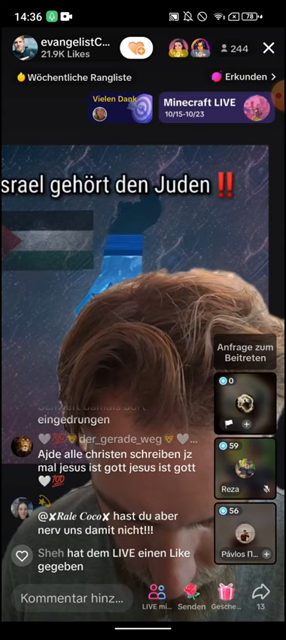 14:36
78
evangelistC...
21.9K Likes
244
Wöchentliche Rangliste
Erkunden >
Vielen Dank
Minecraft LIVE
10/15-10/23
srael gehört den Juden ‼️
Anfrage zum
Beitreten
0
eingedrungen
🤍💯🦁der_gerade_weg🦁🤍...
Ajde alle christen schreiben jz
mal jesus ist gott jesus ist gott
🤍💯
59
Reza
@✘Rale Coco✘ hast du aber
nerv uns damit nicht!!!
56
Pávlos Π...
Sheh hat dem LIVE einen Like
gegeben
Kommentar hinz...
LIVE mi...
Senden
Gesche...
13